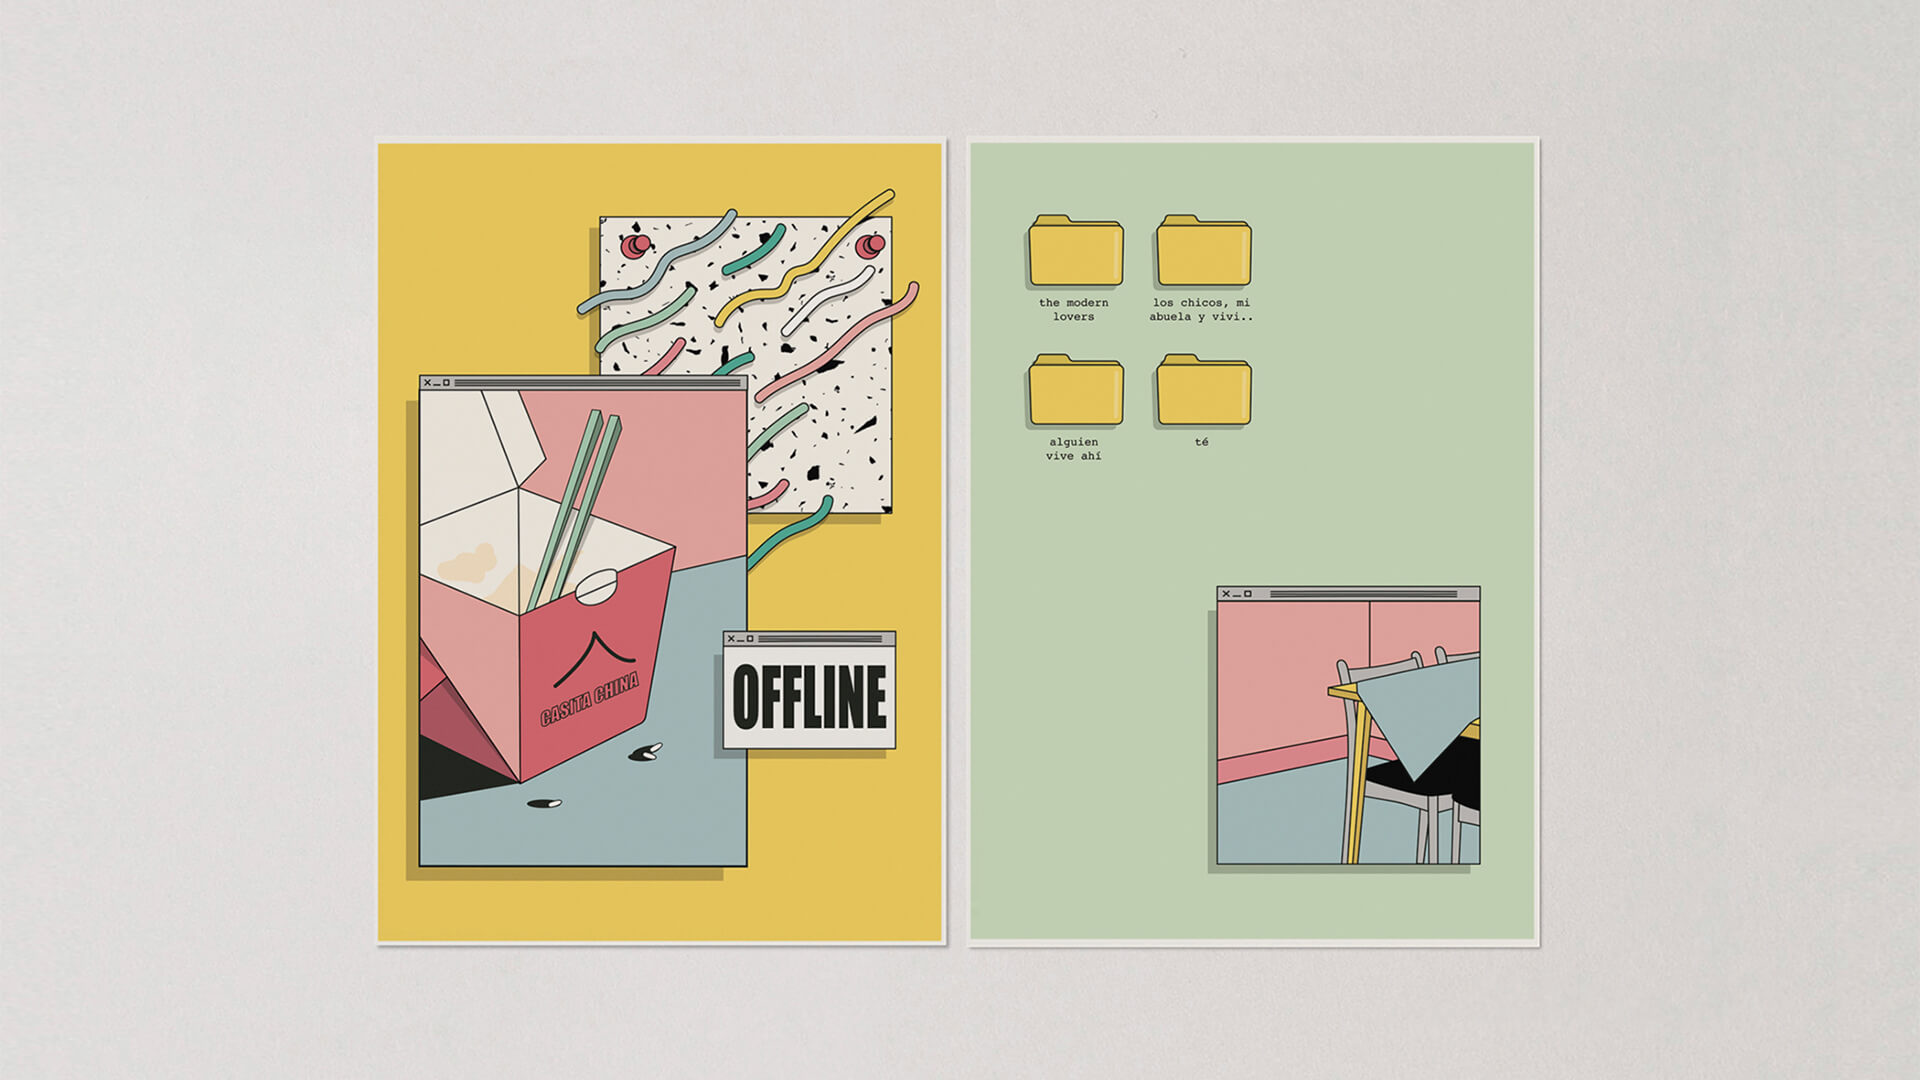 CASITA CHINA
OFFLINE
the modern
lovers
los chicos, mi
abuela y vivi..
alguien
vive ahí
té